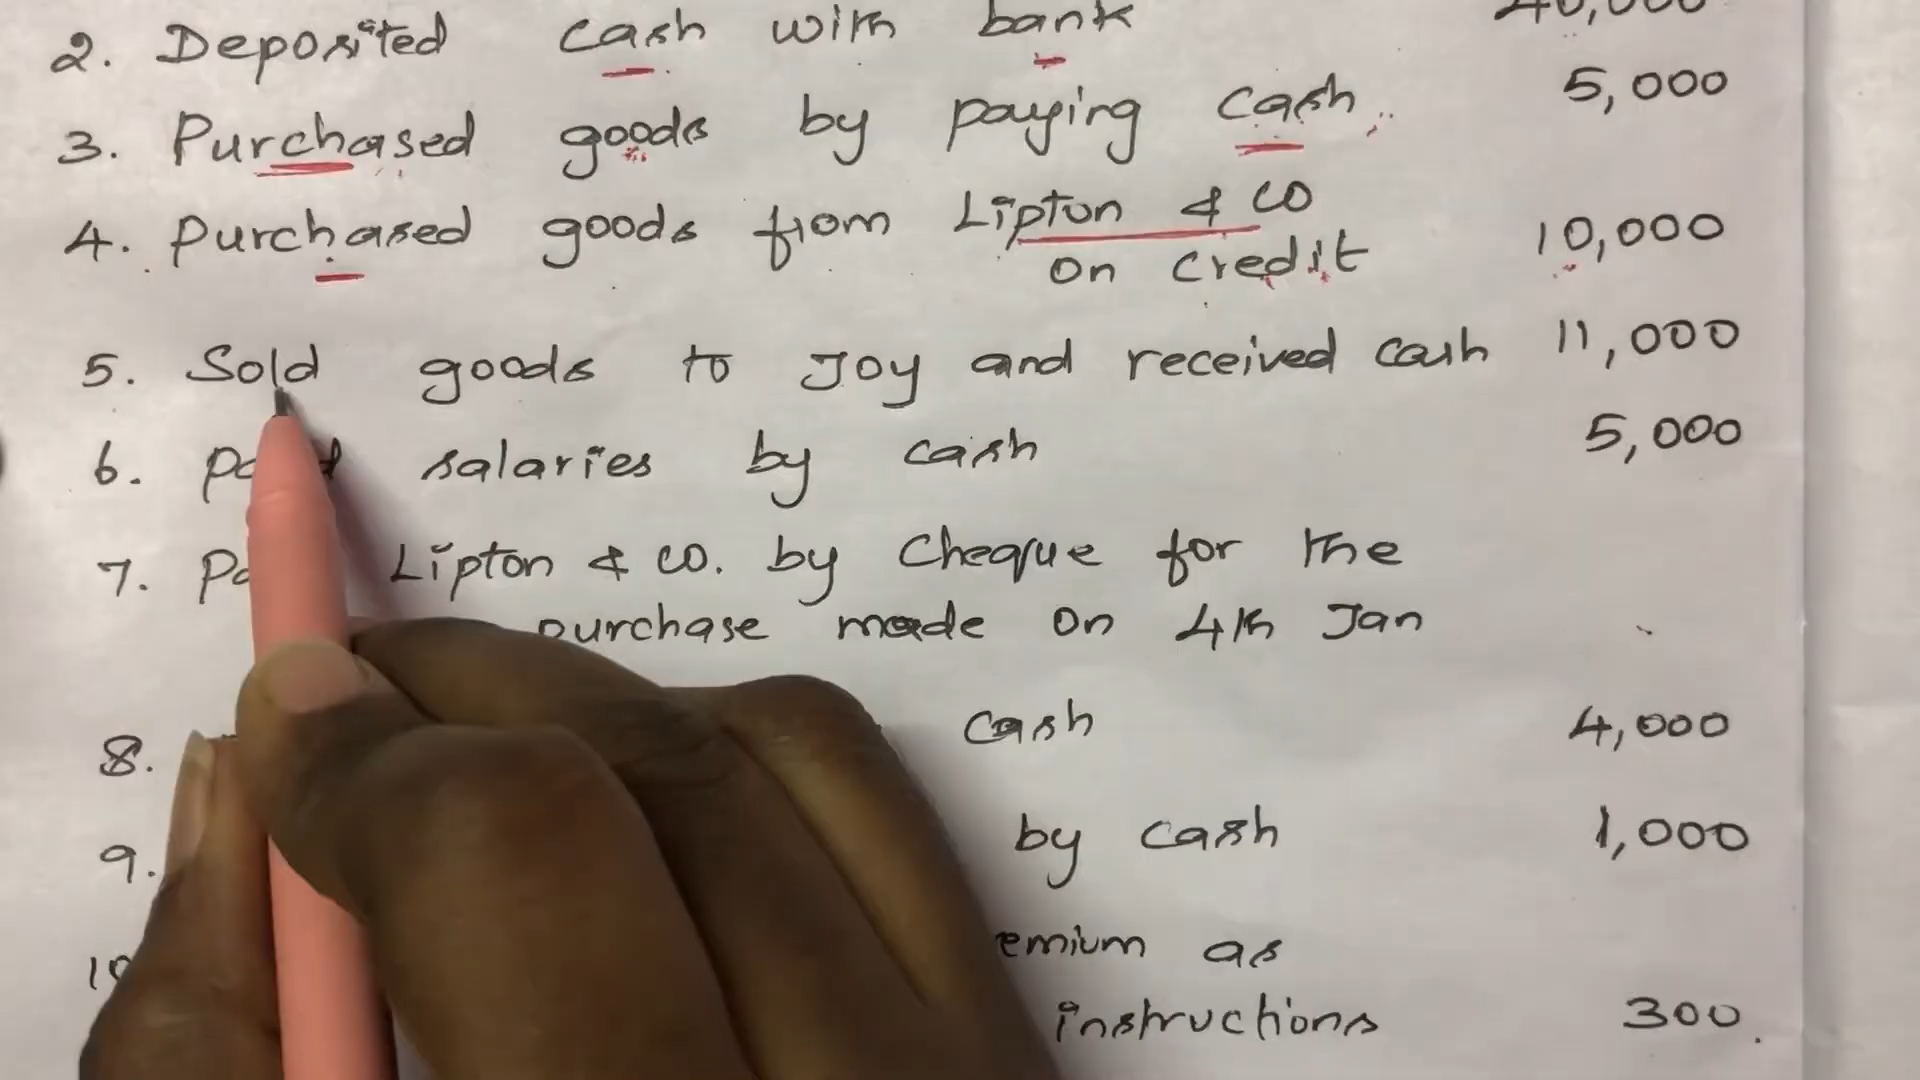 2. Deposited cash with bank 40,000
3. Purchased goods by paying cash 5,000
4. Purchased goods from Lipton & co
on credit 10,000
5. Sold goods to Joy and received cash 11,000
6. salaries by cash 5,000
7. Lipton & co. by cheque for the
purchase made on 4th Jan
8. cash 4,000
9. by cash 1,000
10 as
instructions 300